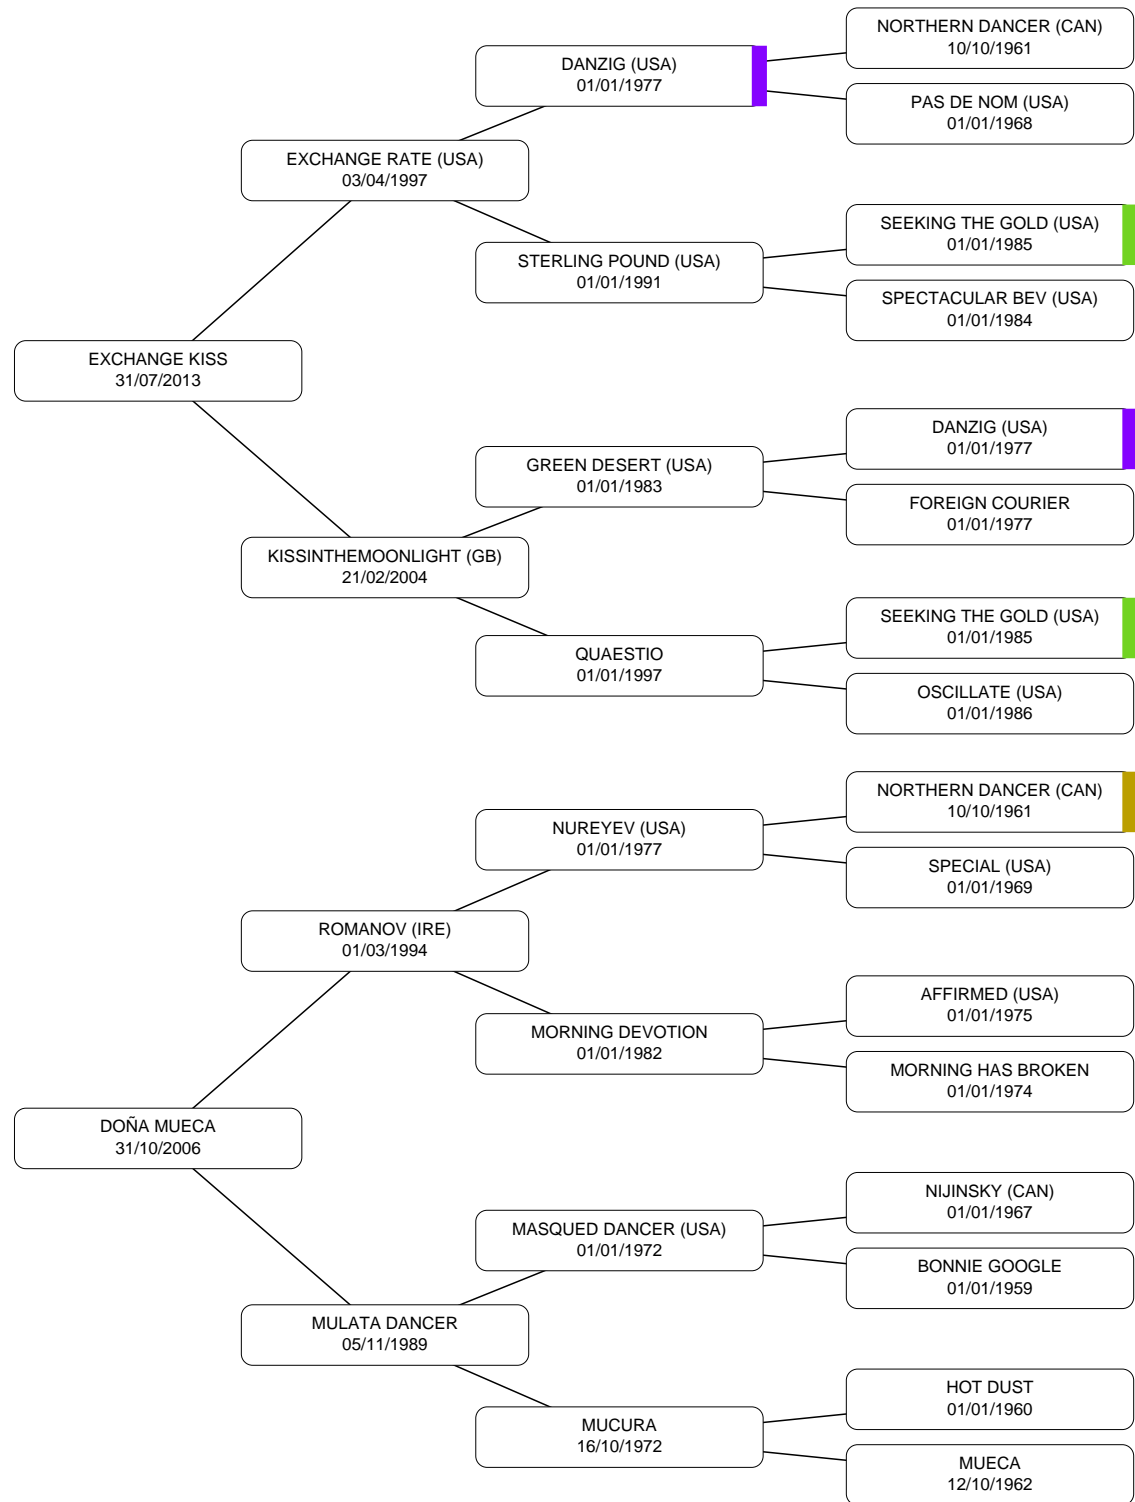 NORTHERN DANCER (CAN)
10/10/1961
DANZIG (USA)
01/01/1977
PAS DE NOM (USA)
01/01/1968
EXCHANGE RATE (USA)
03/04/1997
SEEKING THE GOLD (USA)
01/01/1985
STERLING POUND (USA)
01/01/1991
SPECTACULAR BEV (USA)
01/01/1984
EXCHANGE KISS
31/07/2013
DANZIG (USA)
01/01/1977
GREEN DESERT (USA)
01/01/1983
FOREIGN COURIER
01/01/1977
KISSINTHEMOONLIGHT (GB)
21/02/2004
SEEKING THE GOLD (USA)
01/01/1985
QUAESTIO
01/01/1997
OSCILLATE (USA)
01/01/1986
NORTHERN DANCER (CAN)
10/10/1961
NUREYEV (USA)
01/01/1977
SPECIAL (USA)
01/01/1969
ROMANOV (IRE)
01/03/1994
AFFIRMED (USA)
01/01/1975
MORNING DEVOTION
01/01/1982
MORNING HAS BROKEN
01/01/1974
DOÑA MUECA
31/10/2006
NIJINSKY (CAN)
01/01/1967
MASQUED DANCER (USA)
01/01/1972
BONNIE GOOGLE
01/01/1959
MULATA DANCER
05/11/1989
HOT DUST
01/01/1960
MUCURA
16/10/1972
MUECA
12/10/1962